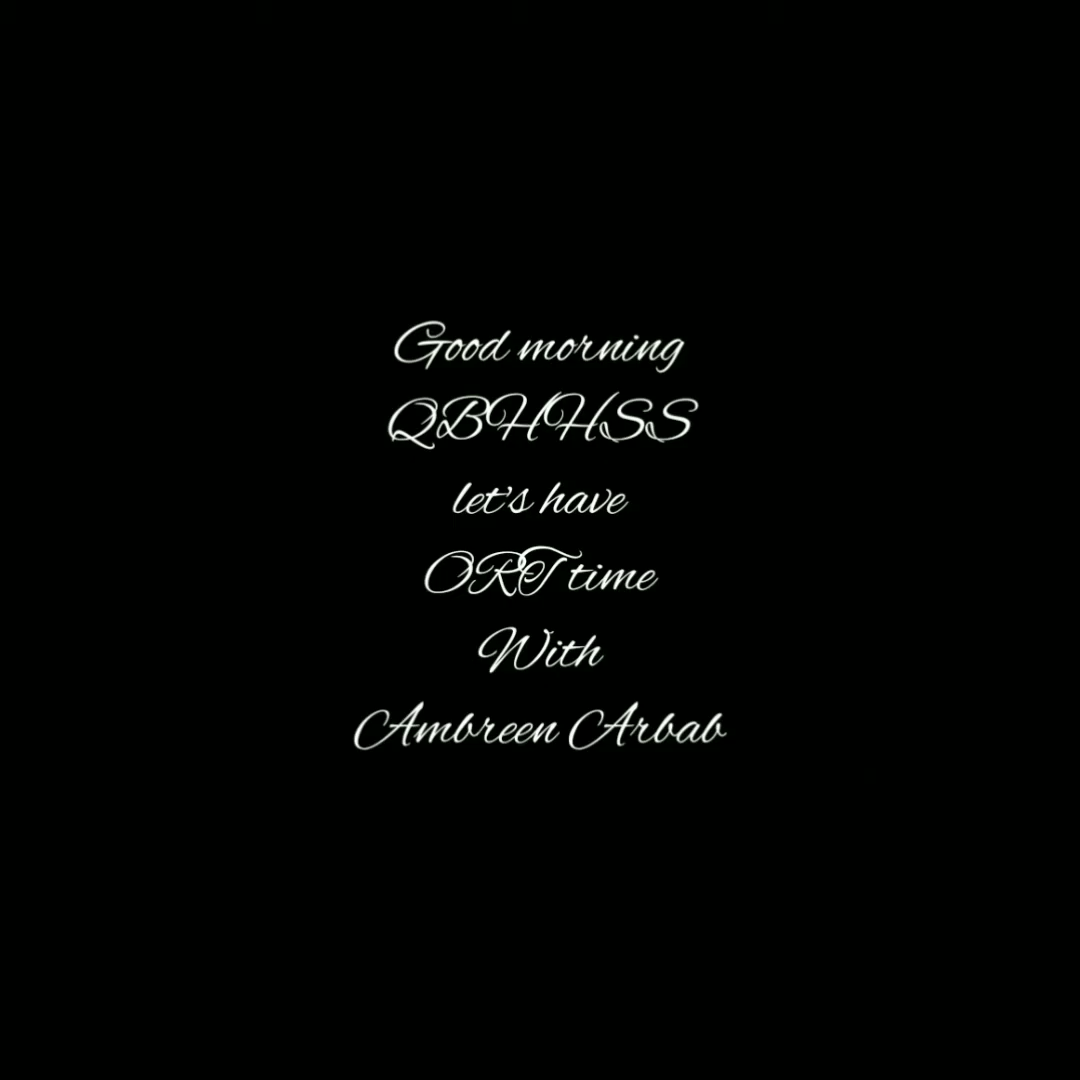 Good morning
QBHHSS
let's have
ORT time
With
Ambreen Arbab